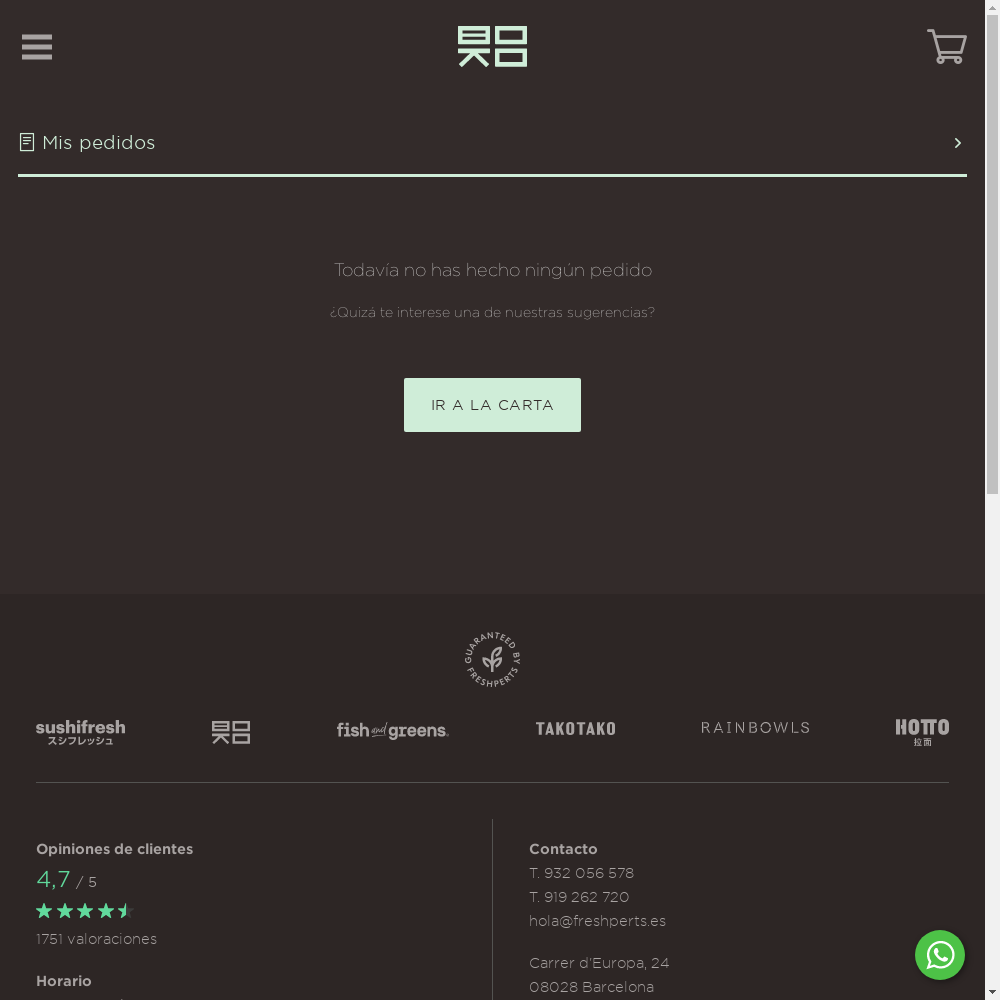 Mis pedidos
Todavía no has hecho ningún pedido
¿Quizá te interese una de nuestras sugerencias?
IR A LA CARTA
GUARANTEED BY FRESHPERTS
sushifresh
スシフレッシュ
fish and greens
TAKOTAKO
RAINBOWLS
HOTTO
拉面
Opiniones de clientes
4,7 / 5
1751 valoraciones
Horario
Contacto
T. 932 056 578
T. 919 262 720
hola@freshperts.es
Carrer d'Europa, 24
08028 Barcelona